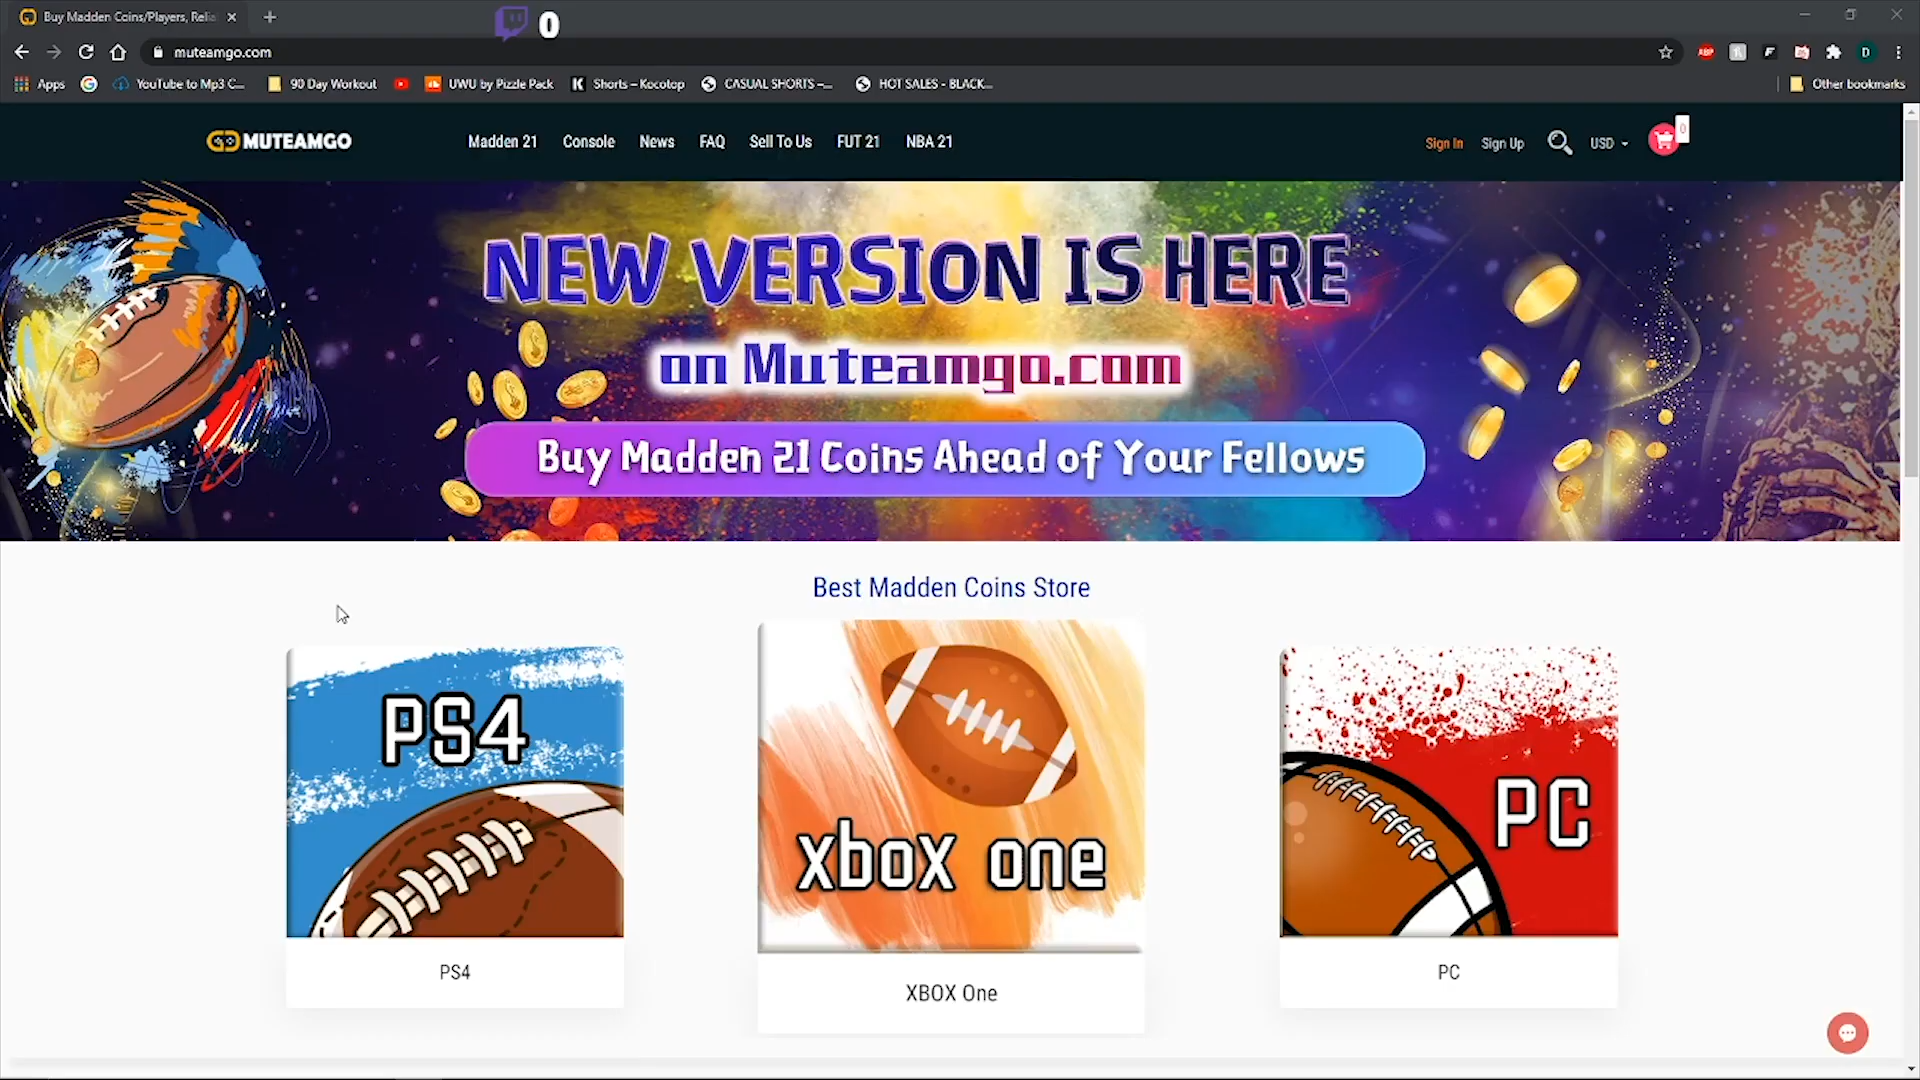 Buy Madden Coins/Players, Relia
0
muteamgo.com
ABP
D
Apps
YouTube to Mp3 C...
90 Day Workout
UWU by Pizzle Pack
K
Shorts – Kocotop
CASUAL SHORTS –...
HOT SALES - BLACK...
Other bookmarks
MUTEAMGO
Madden 21
Console
News
FAQ
Sell To Us
FUT 21
NBA 21
Sign In
Sign Up
USD
0
NEW VERSION IS HERE
on Muteamgo.com
Buy Madden 21 Coins Ahead of Your Fellows
Best Madden Coins Store
PS4
xbox one
PC
PS4
XBOX One
PC